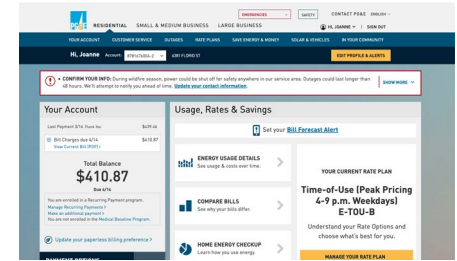 EMERGENCIES
SAFETY
CONTACT PG&E
ENGLISH
PG&E
RESIDENTIAL
SMALL & MEDIUM BUSINESS
LARGE BUSINESS
HI, JOANNE
SIGN OUT
YOUR ACCOUNT
CUSTOMER SERVICE
OUTAGES
RATE PLANS
SAVE ENERGY & MONEY
SOLAR & VEHICLES
IN YOUR COMMUNITY
Hi, Joanne
Account:
6381 FLORIO ST
EDIT PROFILE & ALERTS
• CONFIRM YOUR INFO: During wildfire season, power could be shut off for safety anywhere in our service area. Outages could last longer than
48 hours. We'll attempt to notify you ahead of time. Update your contact information.
SHOW MORE
Your Account
Last Payment 5/14, thank You
Bill Charges due 6/14
$410.87
View Current Bill (PDF) >
Total Balance
$410.87
Due 6/14
You are enrolled in a Recurring Payment program.
Manage Recurring Payments >
Make an additional payment >
You are not enrolled in the Medical Baseline Program.
Update your paperless billing preference >
PAYMENT OPTIONS
Usage, Rates & Savings
Set your Bill Forecast Alert
ENERGY USAGE DETAILS
See usage & costs over time.
COMPARE BILLS
See why your bills differ.
HOME ENERGY CHECKUP
Learn how you use energy
YOUR CURRENT RATE PLAN
Time-of-Use (Peak Pricing
4-9 p.m. Weekdays)
E-TOU-B
Understand your Rate Options and
choose what's best for you.
MANAGE YOUR RATE PLAN